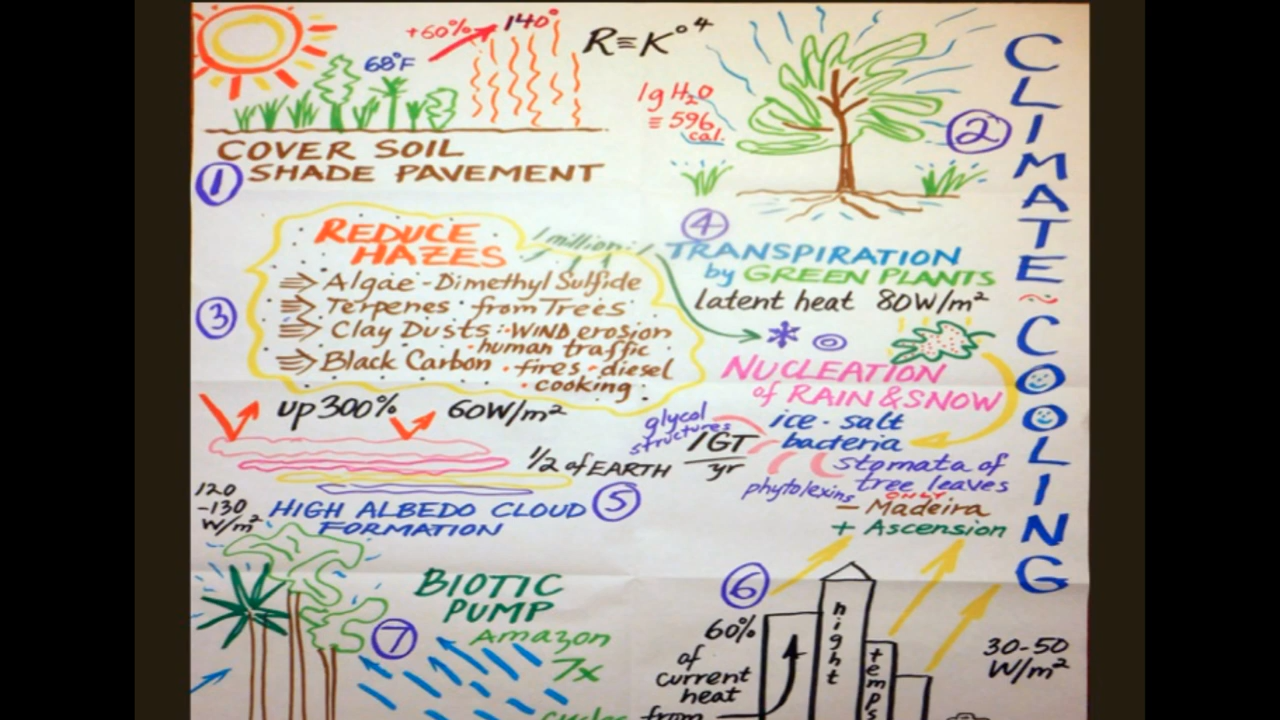 +60%
140°
R≡K°⁴
68°F
COVER SOIL
① SHADE PAVEMENT
1g H₂O
≡ 596
cal.
②
CLIMATE ~ COOLING
③
REDUCE
HAZES
1 million : 1
⇛ Algae - Dimethyl Sulfide
⇛ Terpenes · from Trees
⇛ Clay Dusts :· WIND erosion
· human traffic
⇛ Black Carbon · fires · diesel
· cooking
④
TRANSPIRATION
by GREEN PLANTS
latent heat 80W/m²
NUCLEATION
of RAIN & SNOW
ice - salt
bacteria
glycol
structures
1GT
yr
stomata of
tree leaves
phytolexins
ONLY
- Madeira
+ Ascension
up 300% 60W/m²
1/2 of EARTH
120
-130
W/m²
HIGH ALBEDO CLOUD ⑤
FORMATION
BIOTIC
PUMP
⑦
Amazon
7x
cycles
⑥
60%
of
current
heat
from
night
temps
30-50
W/m²